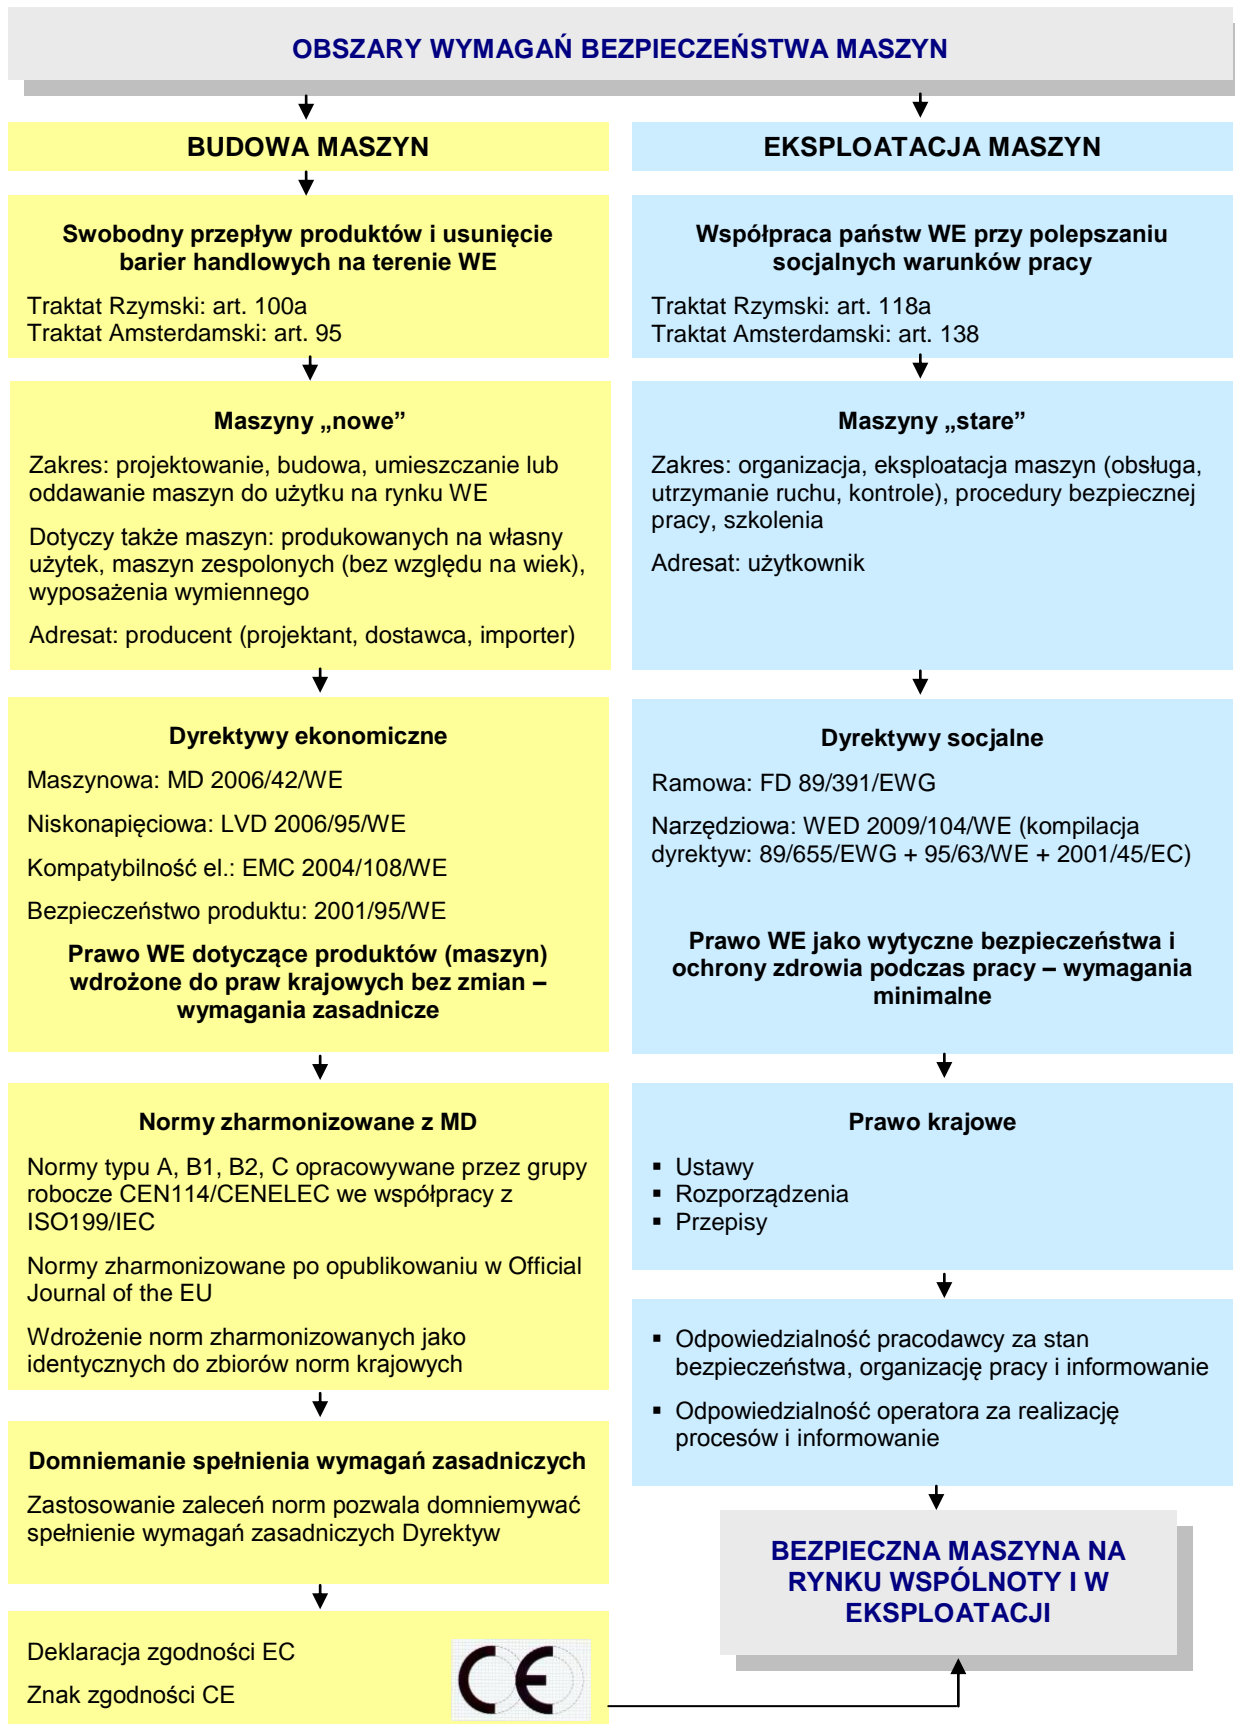 OBSZARY WYMAGAŃ BEZPIECZEŃSTWA MASZYN
BUDOWA MASZYN
Swobodny przepływ produktów i usunięcie
barier handlowych na terenie WE
Traktat Rzymski: art. 100a
Traktat Amsterdamski: art. 95
Maszyny „nowe”
Zakres: projektowanie, budowa, umieszczanie lub
oddawanie maszyn do użytku na rynku WE
Dotyczy także maszyn: produkowanych na własny
użytek, maszyn zespolonych (bez względu na wiek),
wyposażenia wymiennego
Adresat: producent (projektant, dostawca, importer)
Dyrektywy ekonomiczne
Maszynowa: MD 2006/42/WE
Niskonapięciowa: LVD 2006/95/WE
Kompatybilność el.: EMC 2004/108/WE
Bezpieczeństwo produktu: 2001/95/WE
Prawo WE dotyczące produktów (maszyn)
wdrożone do praw krajowych bez zmian –
wymagania zasadnicze
Normy zharmonizowane z MD
Normy typu A, B1, B2, C opracowywane przez grupy
robocze CEN114/CENELEC we współpracy z
ISO199/IEC
Normy zharmonizowane po opublikowaniu w Official
Journal of the EU
Wdrożenie norm zharmonizowanych jako
identycznych do zbiorów norm krajowych
Domniemanie spełnienia wymagań zasadniczych
Zastosowanie zaleceń norm pozwala domniemywać
spełnienie wymagań zasadniczych Dyrektyw
Deklaracja zgodności EC
Znak zgodności CE
CE
EKSPLOATACJA MASZYN
Współpraca państw WE przy polepszaniu
socjalnych warunków pracy
Traktat Rzymski: art. 118a
Traktat Amsterdamski: art. 138
Maszyny „stare”
Zakres: organizacja, eksploatacja maszyn (obsługa,
utrzymanie ruchu, kontrole), procedury bezpiecznej
pracy, szkolenia
Adresat: użytkownik
Dyrektywy socjalne
Ramowa: FD 89/391/EWG
Narzędziowa: WED 2009/104/WE (kompilacja
dyrektyw: 89/655/EWG + 95/63/WE + 2001/45/EC)
Prawo WE jako wytyczne bezpieczeństwa i
ochrony zdrowia podczas pracy – wymagania
minimalne
Prawo krajowe
▪ Ustawy
▪ Rozporządzenia
▪ Przepisy
▪ Odpowiedzialność pracodawcy za stan
bezpieczeństwa, organizację pracy i informowanie
▪ Odpowiedzialność operatora za realizację
procesów i informowanie
BEZPIECZNA MASZYNA NA
RYNKU WSPÓLNOTY I W
EKSPLOATACJI